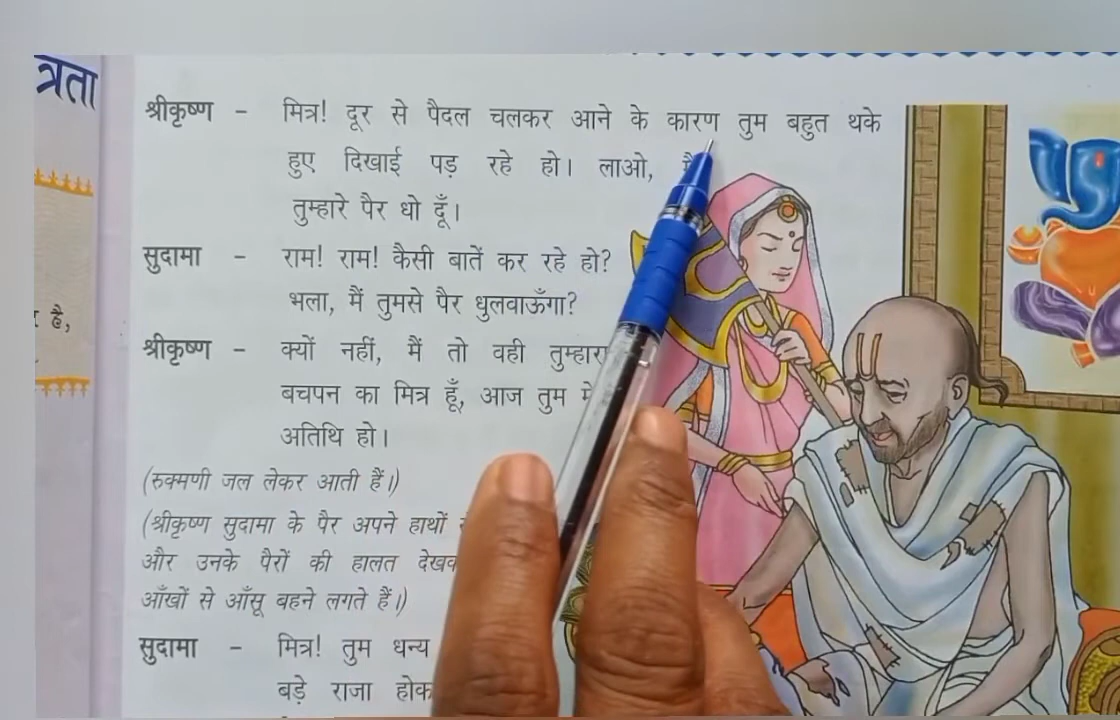 त्रता
श्रीकृष्ण - मित्र! दूर से पैदल चलकर आने के कारण तुम बहुत थके
हुए दिखाई पड़ रहे हो। लाओ,
तुम्हारे पैर धो दूँ।
सुदामा - राम! राम! कैसी बातें कर रहे हो?
भला, मैं तुमसे पैर धुलवाऊँगा?
है,
श्रीकृष्ण - क्यों नहीं, मैं तो वही तुम्हारा
बचपन का मित्र हूँ, आज तुम
अतिथि हो।
(रुक्मणी जल लेकर आती हैं।)
(श्रीकृष्ण सुदामा के पैर अपने हाथों
और उनके पैरों की हालत
आँखों से आँसू बहने लगते हैं।)
सुदामा - मित्र! तुम धन्य
बड़े राजा